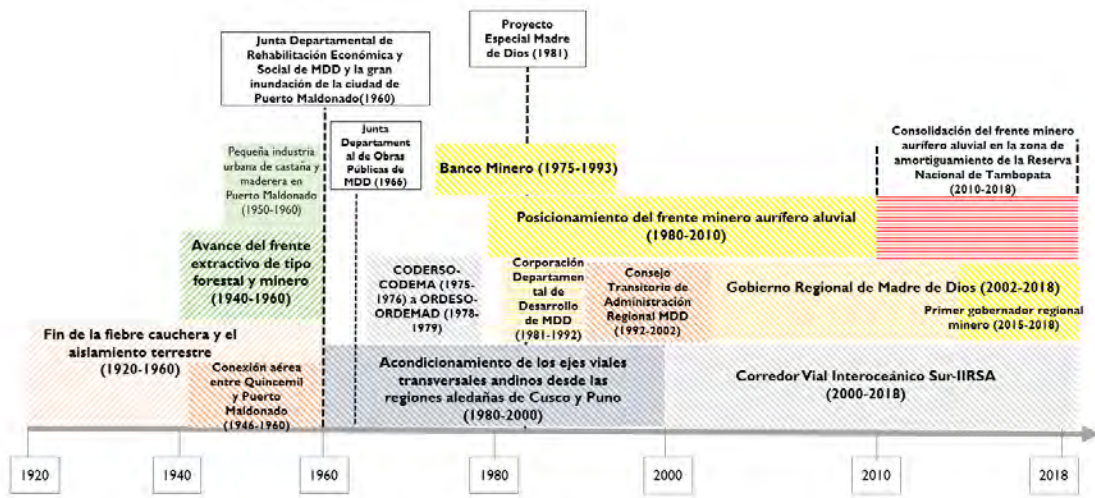 Junta Departamental de
Rehabilitación Económica y
Social de MDD y la gran
inundación de la ciudad de
Puerto Maldonado(1960)
Proyecto
Especial Madre
de Dios (1981)
Junta
Departament
al de Obras
Públicas de
MDD (1966)
Pequeña industria
urbana de castaña y
maderera en
Puerto Maldonado
(1950-1960)
Banco Minero (1975-1993)
Consolidación del frente minero
aurífero aluvial en la zona de
amortiguamiento de la Reserva
Nacional de Tambopata
(2010-2018)
Posicionamiento del frente minero aurífero aluvial
(1980-2010)
Avance del frente
extractivo de tipo
forestal y minero
(1940-1960)
CODERSO-
CODEMA (1975-
1976) a ORDESO-
ORDEMAD (1978-
1979)
Corporación
Departamen
tal de
Desarrollo
de MDD
(1981-1992)
Consejo
Transitorio de
Administración
Regional MDD
(1992-2002)
Gobierno Regional de Madre de Dios (2002-2018)
Primer gobernador regional
minero (2015-2018)
Fin de la fiebre cauchera y el
aislamiento terrestre
(1920-1960)
Conexión aérea
entre Quincemil
y Puerto
Maldonado
(1946-1960)
Acondicionamiento de los ejes viales
transversales andinos desde las
regiones aledañas de Cusco y Puno
(1980-2000)
Corredor Vial Interoceánico Sur-IIRSA
(2000-2018)
1920
1940
1960
1980
2000
2010
2018